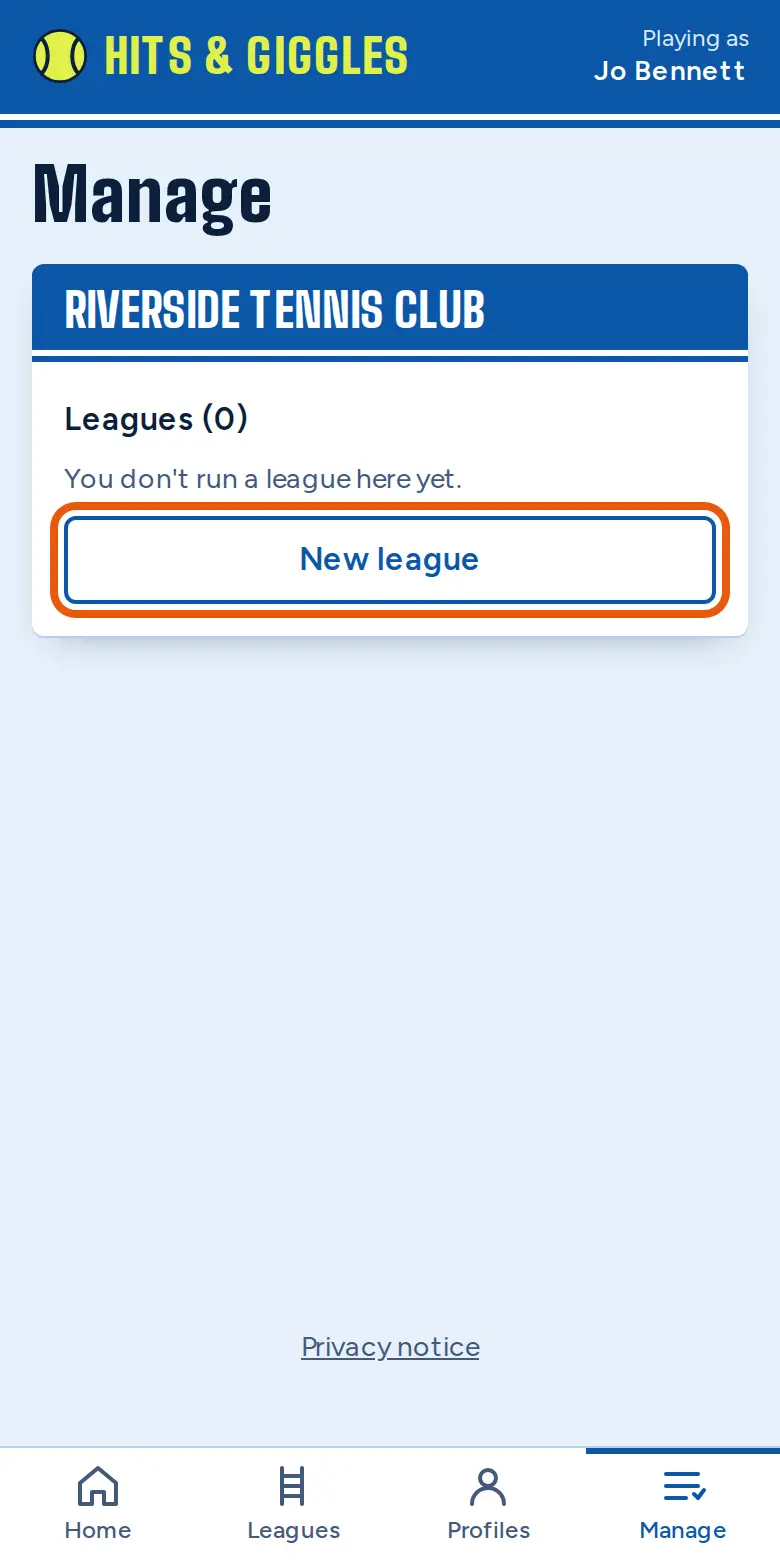 HITS & GIGGLES
Playing as
Jo Bennett
Manage
RIVERSIDE TENNIS CLUB
Leagues (0)
You don't run a league here yet.
New league
Privacy notice
Home
Leagues
Profiles
Manage